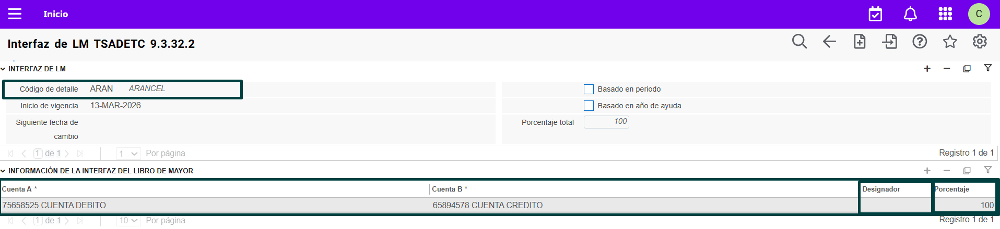 Inicio
C
Interfaz de LM TSADETC 9.3.32.2
INTERFAZ DE LM
Código de detalle ARAN ARANCEL
Basado en periodo
Inicio de vigencia 13-MAR-2026
Basado en año de ayuda
Siguiente fecha de
cambio
Porcentaje total 100
1 de 1
1 Por página
Registro 1 de 1
INFORMACIÓN DE LA INTERFAZ DEL LIBRO DE MAYOR
Cuenta A * Cuenta B * Designador Porcentaje
75658525 CUENTA DEBITO 65894578 CUENTA CREDITO 100
1 de 1
10 Por página
Registro 1 de 1